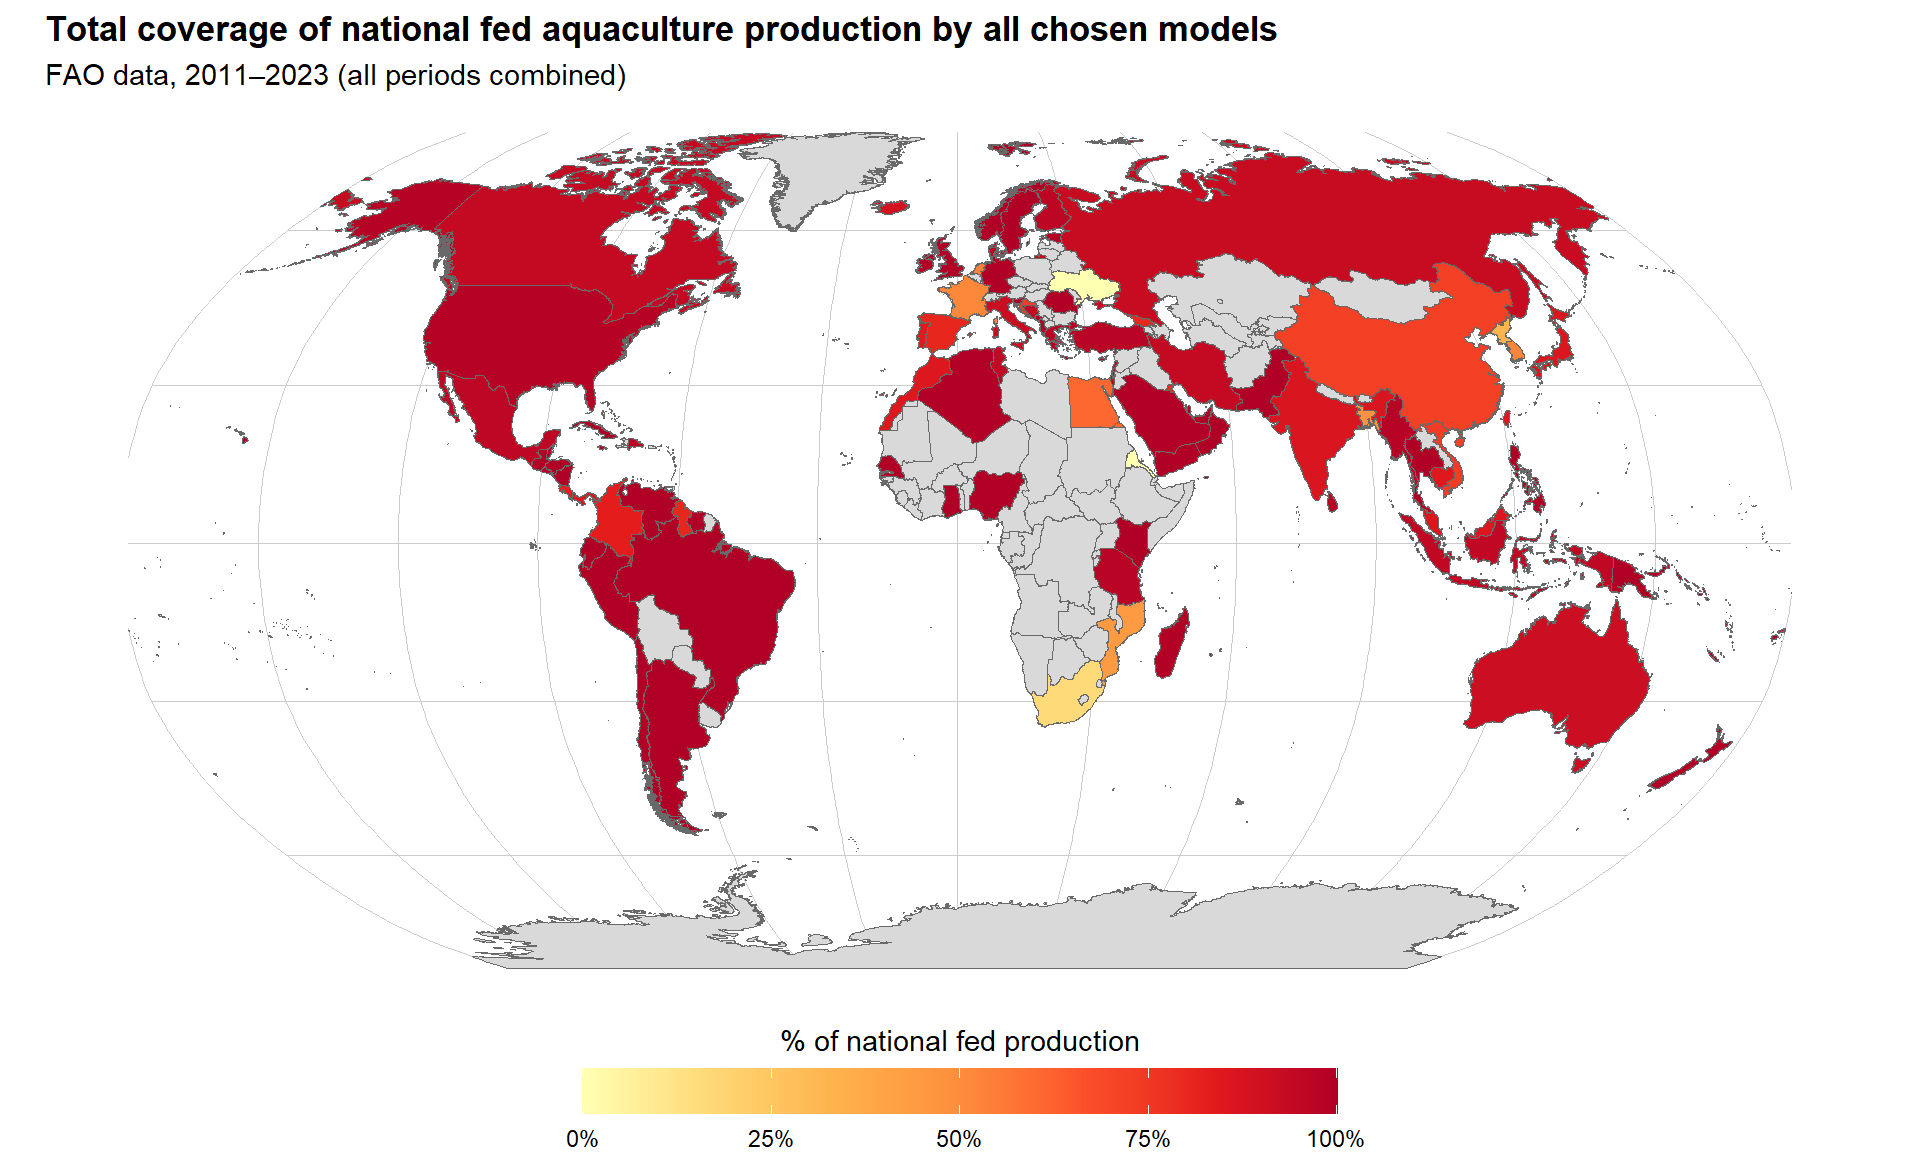 Total coverage of national fed aquaculture production by all chosen models
FAO data, 2011–2023 (all periods combined)
% of national fed production
0% 25% 50% 75% 100%